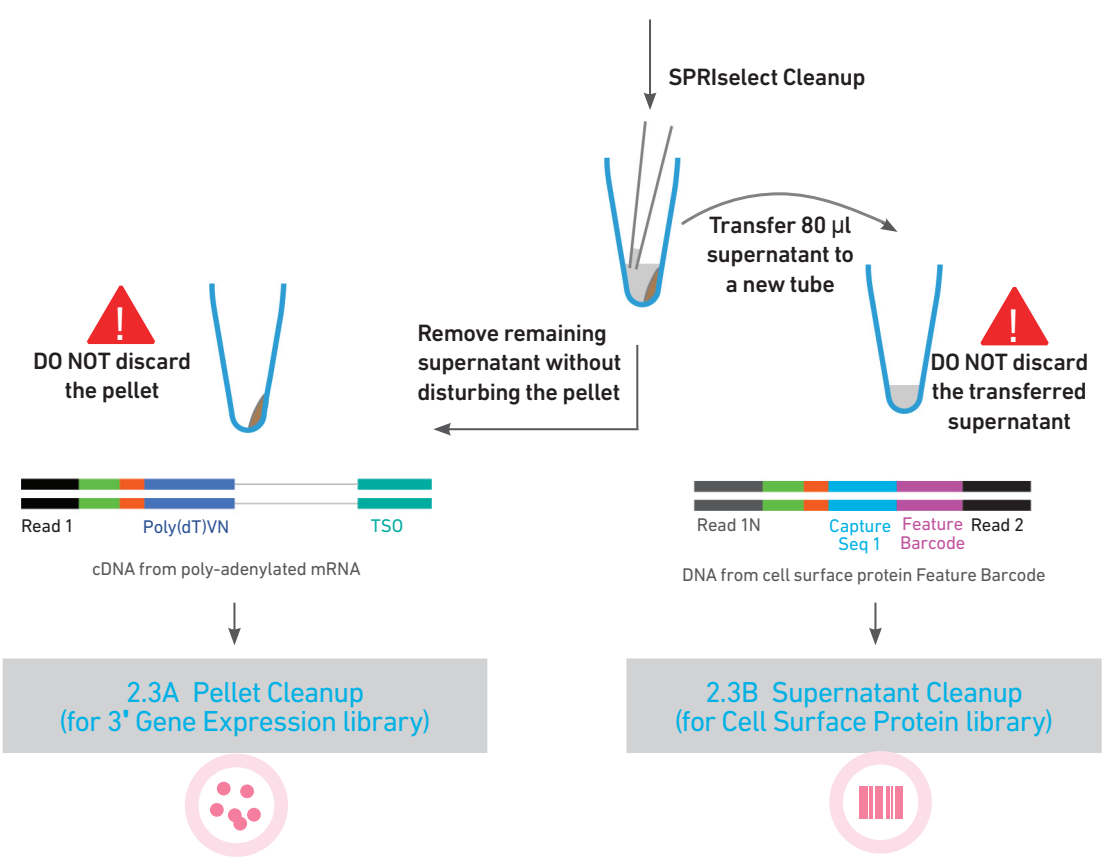 SPRIselect Cleanup
Transfer 80 μl
supernatant to
a new tube
!
DO NOT discard
the pellet
Remove remaining
supernatant without
disturbing the pellet
!
DO NOT discard
the transferred
supernatant
Read 1
Poly(dT)VN
TSO
cDNA from poly-adenylated mRNA
Read 1N
Capture
Seq 1
Feature
Barcode
Read 2
DNA from cell surface protein Feature Barcode
2.3A Pellet Cleanup
(for 3' Gene Expression library)
2.3B Supernatant Cleanup
(for Cell Surface Protein library)